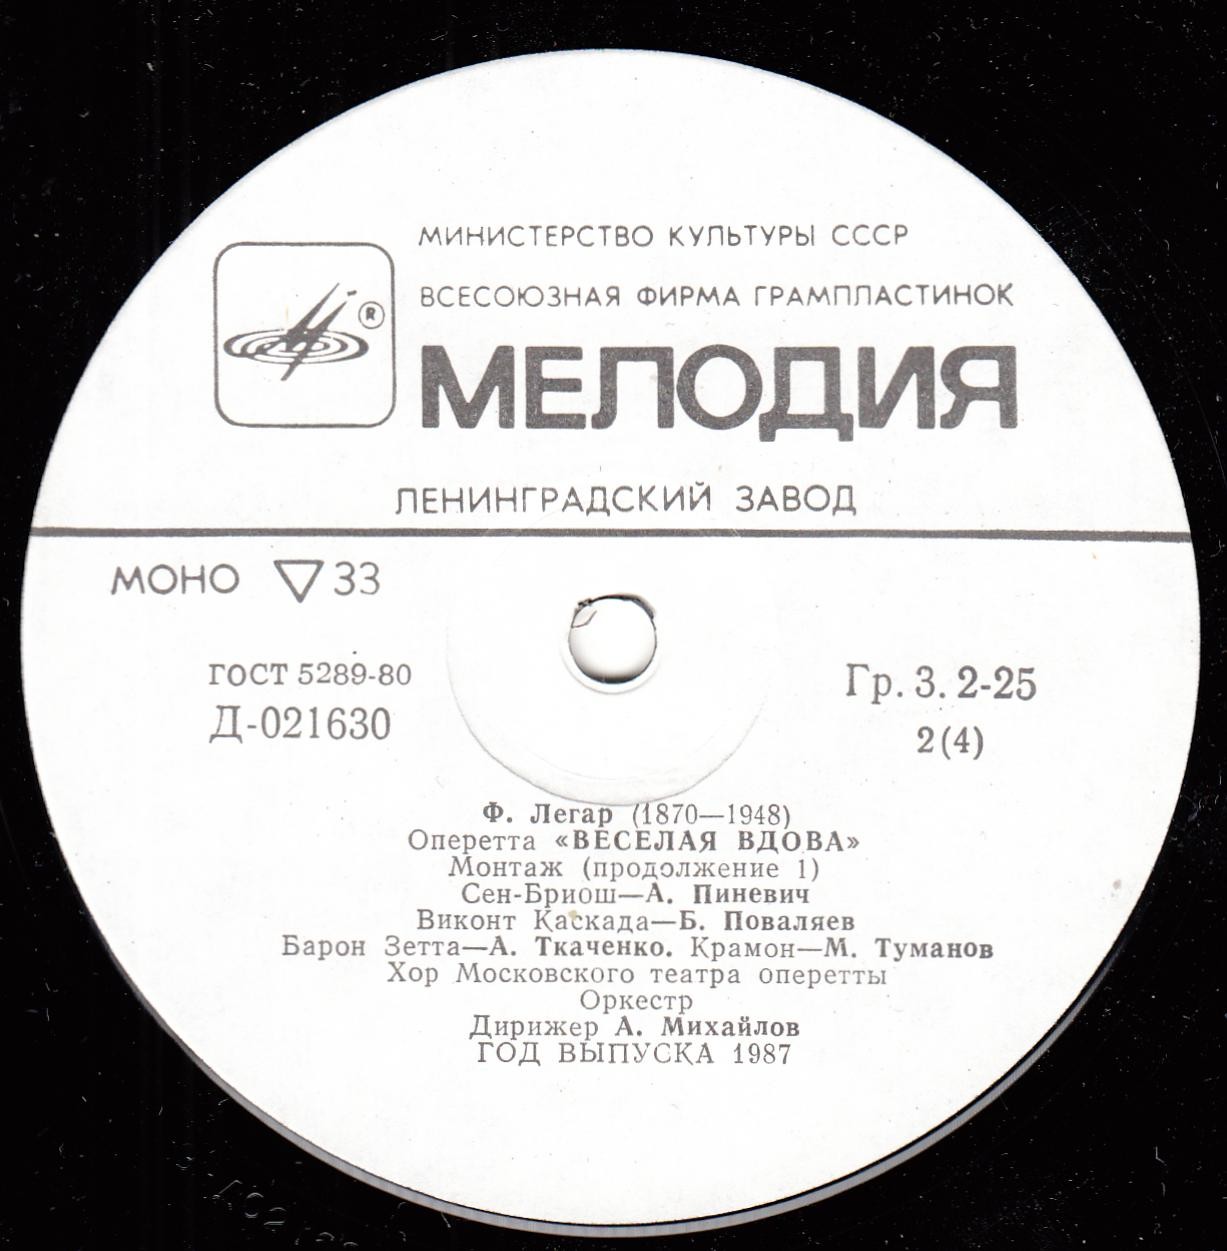 МИНИСТЕРСТВО КУЛЬТУРЫ СССР
ВСЕСОЮЗНАЯ ФИРМА ГРАМПЛАСТИНОК
®
МЕЛОДИЯ
ЛЕНИНГРАДСКИЙ ЗАВОД
МОНО ▽ 33
ГОСТ 5289-80
Д-021630
Гр. 3. 2-25
2(4)
Ф. Легар (1870—1948)
Оперетта «ВЕСЕЛАЯ ВДОВА»
Монтаж (продолжение 1)
Сен-Бриош—А. Пиневич
Виконт Каскада—Б. Поваляев
Барон Зетта—А. Ткаченко. Крамон—М. Туманов
Хор Московского театра оперетты
Оркестр
Дирижер А. Михайлов
ГОД ВЫПУСКА 1987